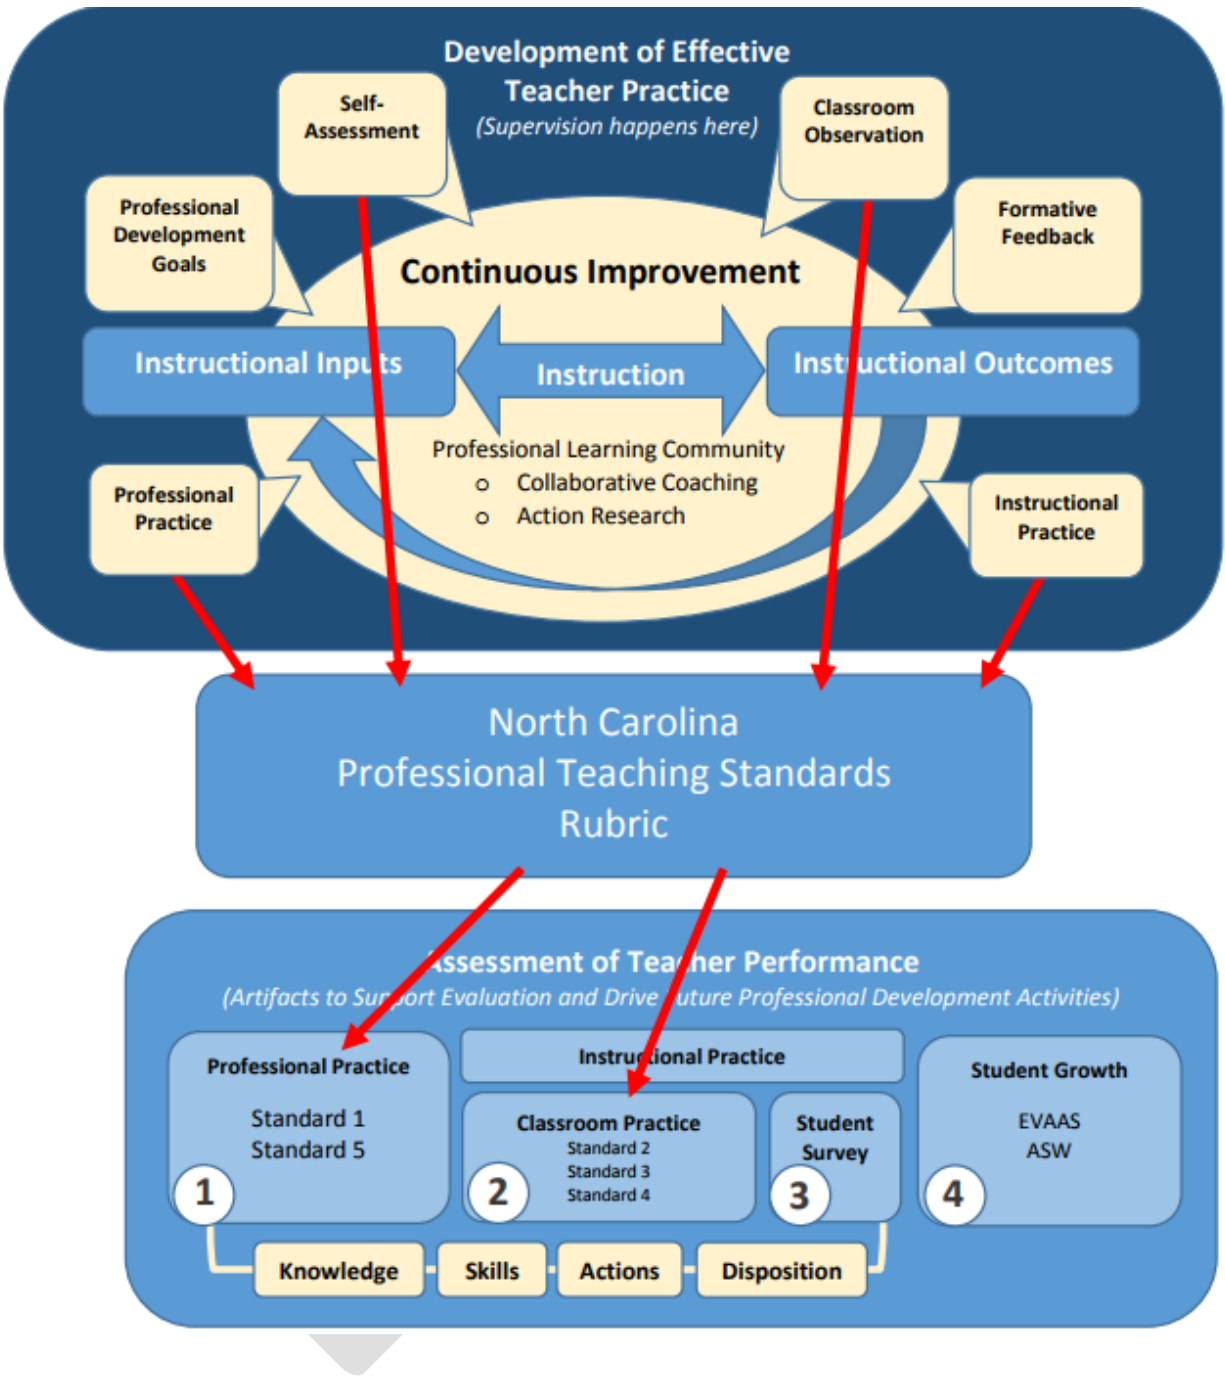 Development of Effective
Teacher Practice
(Supervision happens here)
Self-
Assessment
Classroom
Observation
Professional
Development
Goals
Formative
Feedback
Continuous Improvement
Instructional Inputs
Instruction
Instructional Outcomes
Professional Learning Community
o Collaborative Coaching
o Action Research
Professional
Practice
Instructional
Practice
North Carolina
Professional Teaching Standards
Rubric
Assessment of Teacher Performance
(Artifacts to Support Evaluation and Drive Future Professional Development Activities)
Professional Practice
Standard 1
Standard 5
1
Instructional Practice
Classroom Practice
Standard 2
Standard 3
Standard 4
2
Student
Survey
3
Student Growth
EVAAS
ASW
4
Knowledge
Skills
Actions
Disposition